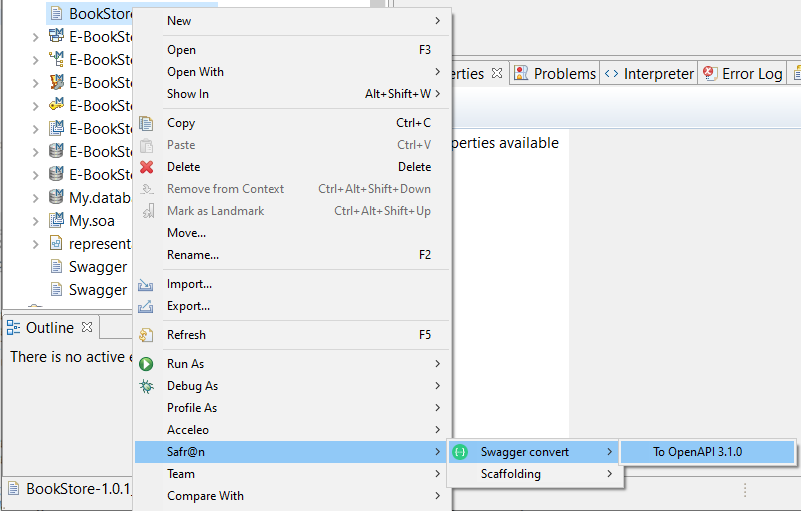 BookStor
New
E-BookSto
Open F3
E-BookSto
Open With
erties Problems Interpreter Error Log
E-BookSto
Show In Alt+Shift+W
E-BookSto
Copy Ctrl+C
E-BookSto
Paste Ctrl+V
perties available
E-BookSto
Delete Delete
E-BookSto
Remove from Context Ctrl+Alt+Shift+Down
My.databa
Mark as Landmark Ctrl+Alt+Shift+Up
My.soa
Move...
represent
Rename... F2
Swagger
Import...
Swagger
Export...
Outline
Refresh F5
There is no active e
Run As
Debug As
Profile As
Acceleo
Safr@n
Swagger convert
To OpenAPI 3.1.0
Team
Scaffolding
BookStore-1.0.1
Compare With